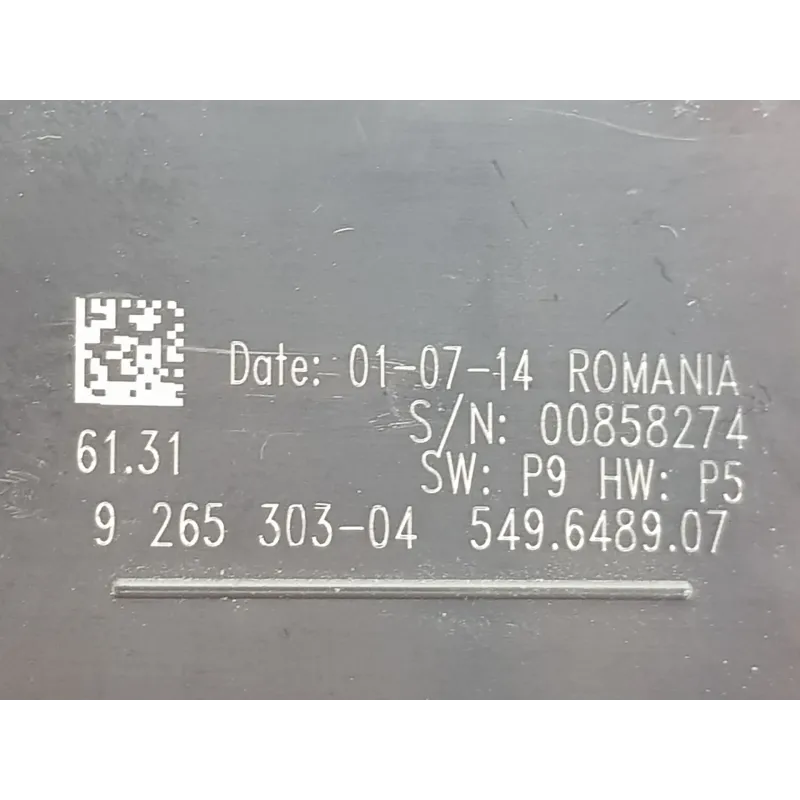 Date: 01-07-14 ROMANIA
S/N: 00858274
61.31
SW: P9 HW: P5
9 265 303-04 549.6489.07